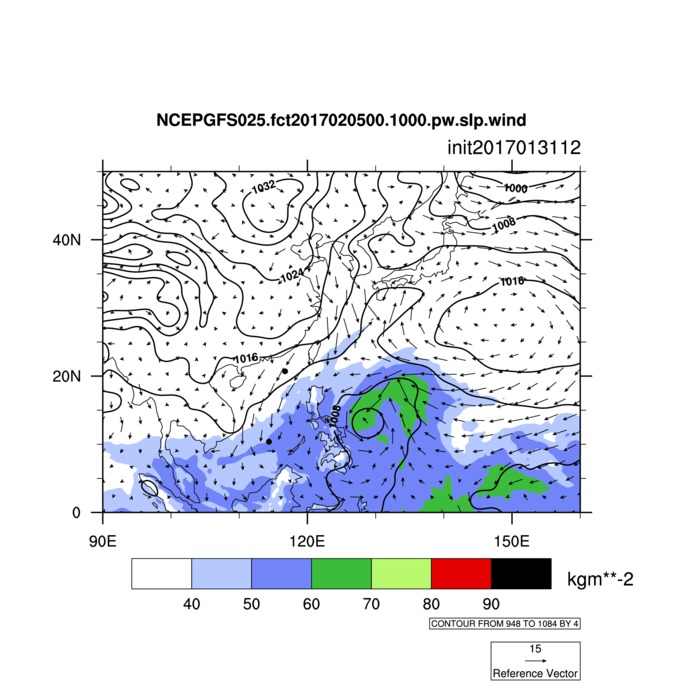 NCEPGFS025.fct2017020500.1000.pw.slp.wind
init2017013112
1032
1000
1008
40N
1024
1016
1016
20N
1008
0
90E 120E 150E
kgm**-2
40 50 60 70 80 90
CONTOUR FROM 948 TO 1084 BY 4
15
Reference Vector